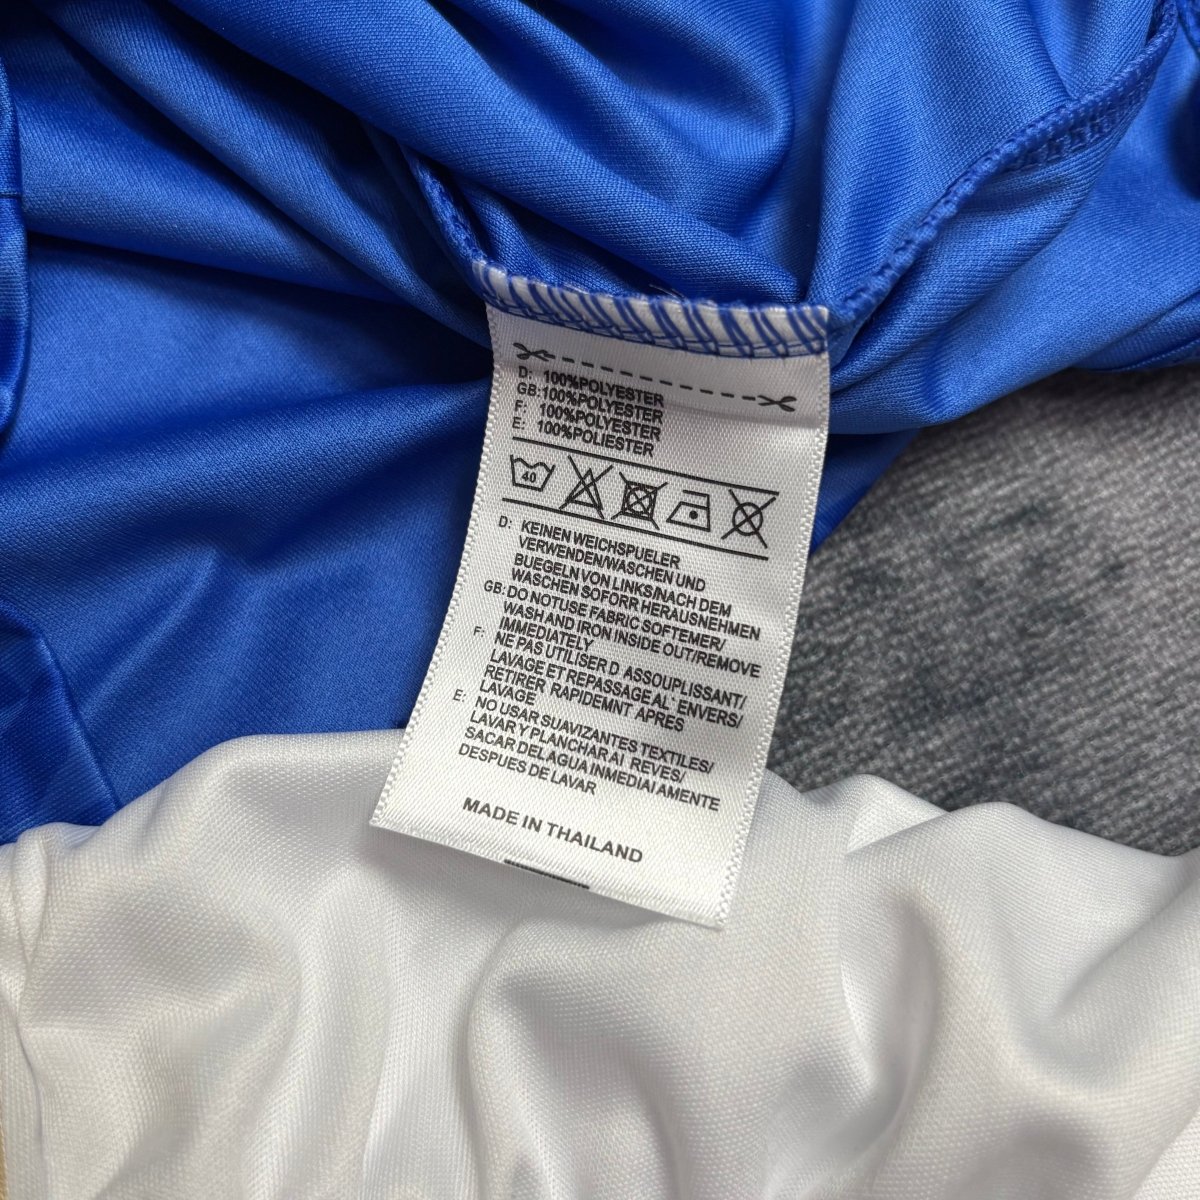 D: 100%POLYESTER
GB:100%POLYESTER
F: 100%POLYESTER
E: 100%POLIESTER
40
D: KEINEN WEICHSPUELER
VERWENDEN/WASCHEN UND
BUEGELN VON LINKS/NACH DEM
WASCHEN SOFORR HERAUSNEHMEN
GB: DO NOTUSE FABRIC SOFTEMER/
WASH AND IRON INSIDE OUT/REMOVE
IMMEDIATELY
F: NE PAS UTILISER D ASSOUPLISSANT/
LAVAGE ET REPASSAGE AL' ENVERS/
RETIRER RAPIDEMNT APRES
LAVAGE
E: NO USAR SUAVIZANTES TEXTILES/
LAVAR Y PLANCHAR AI REVES/
SACAR DELAGUA INMEDIAI AMENTE
DESPUES DE LAVAR
MADE IN THAILAND